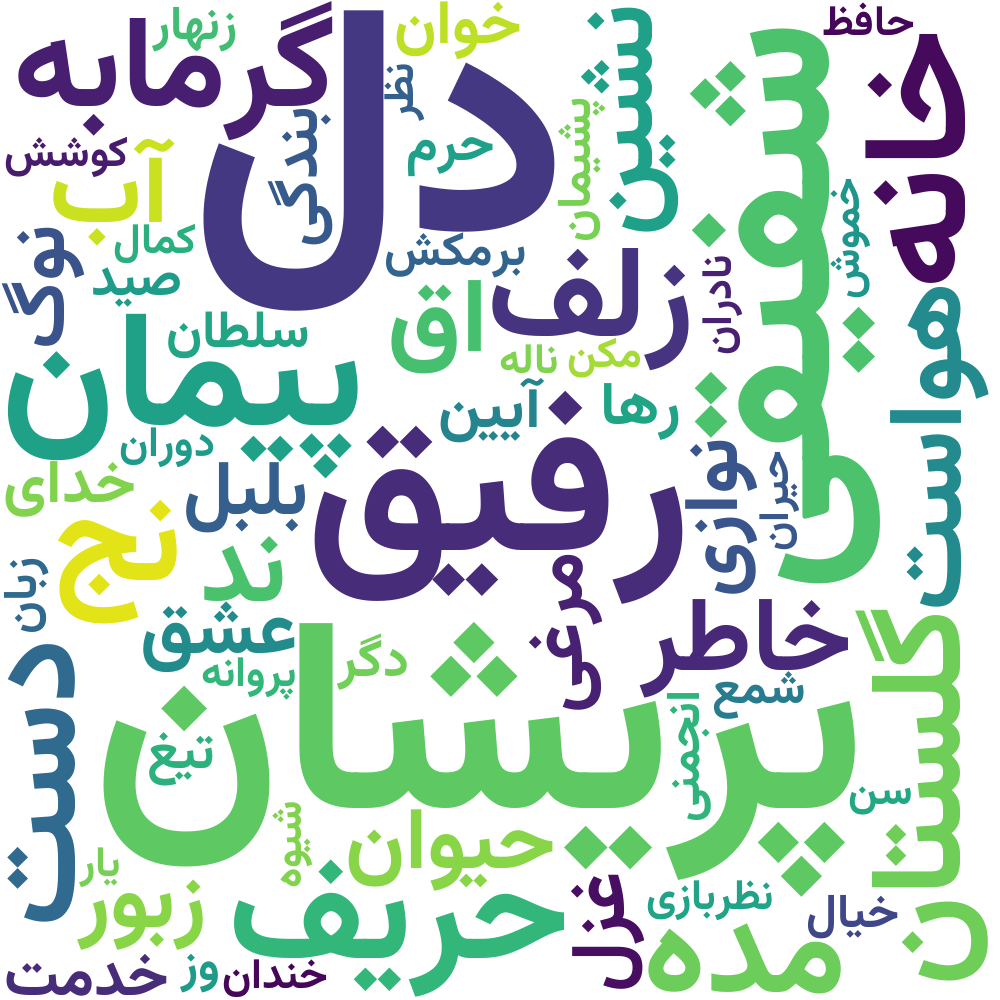 زنهار
خوان
حافظ
گرمابه
دل
نظر
نشین
شفیقی
خانه
کوشش
بندگی
حرم
پشیمان
آب
خموش
نوگ
کمال
برمکش
نادران
صید
زلف
هواست
سلطان
اق
ناله
مکن
پیمان
آیین
رها
دوران
رفیق
خدای
بلبل
نوازی
حیران
نج
ند
زبان
مرغی
عشق
خاطر
گلستان
پروانه
دگر
شمع
دست
پریشان
تیغ
انجمنی
سن
شیوه
حیوان
یار
زبور
حریف
غزل
نظربازی
خیال
مده
خدمت
وز
خندان